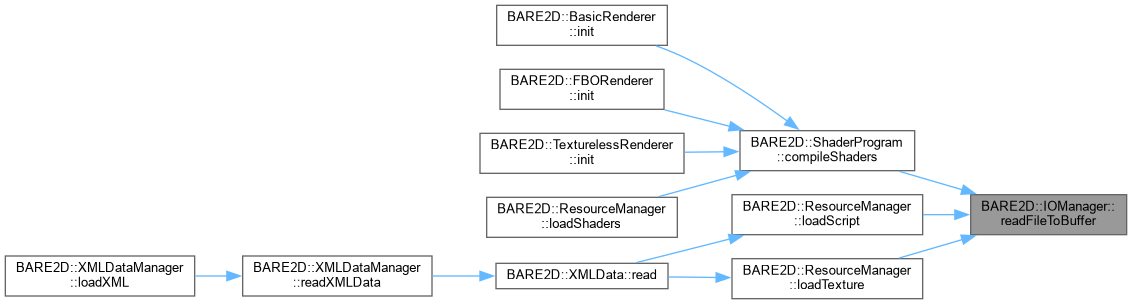 BARE2D::BasicRenderer
::init
BARE2D::FBORenderer
::init
BARE2D::TexturelessRenderer
::init
BARE2D::ShaderProgram
::compileShaders
BARE2D::ResourceManager
::loadShaders
BARE2D::ResourceManager
::loadScript
BARE2D::IOManager::
readFileToBuffer
BARE2D::XMLDataManager
::loadXML
BARE2D::XMLDataManager
::readXMLData
BARE2D::XMLData::read
BARE2D::ResourceManager
::loadTexture